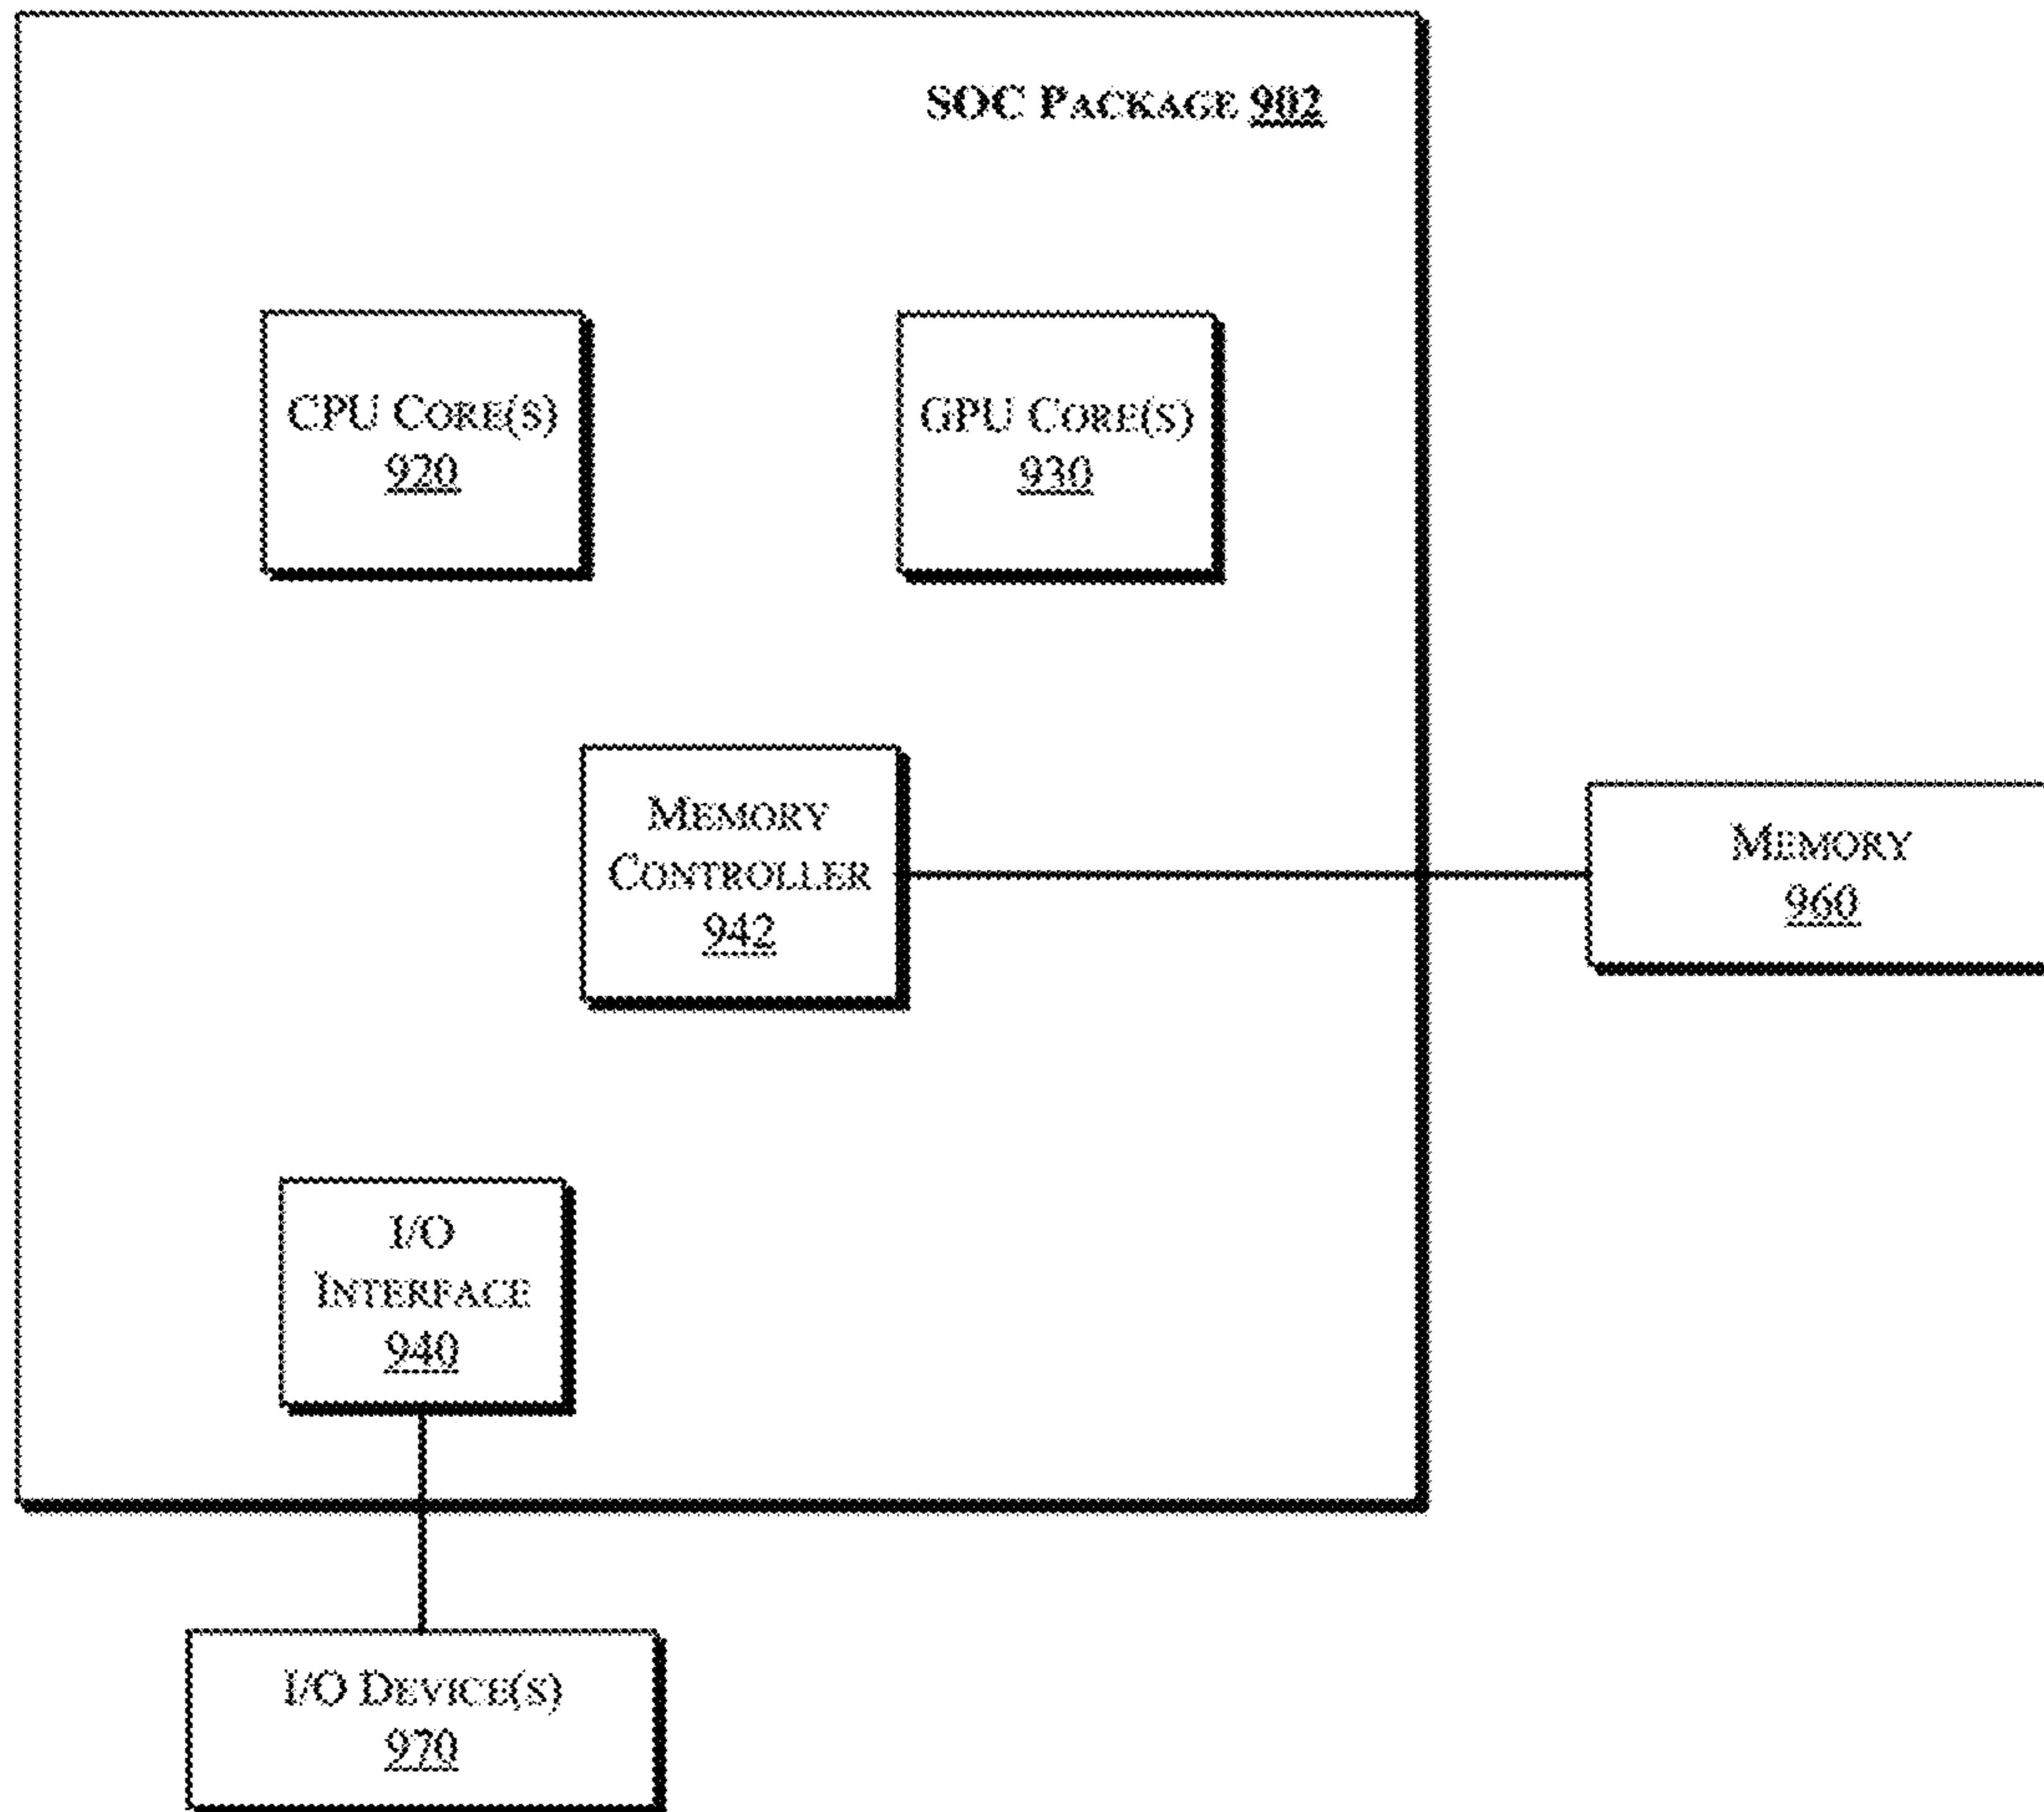 SOC PACKAGE 902
CPU CORE(S)
920
GPU CORE(S)
930
MEMORY
CONTROLLER
942
MEMORY
960
I/O
INTERFACE
940
I/O DEVICE(S)
970